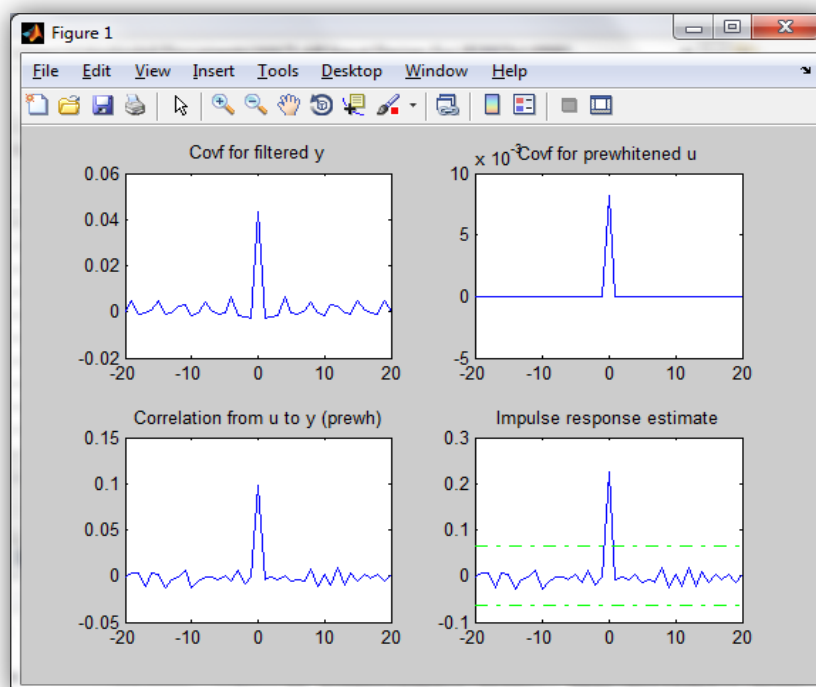 Figure 1
File Edit View Insert Tools Desktop Window Help
Covf for filtered y
0.06
0.04
0.02
0
-0.02
-20 -10 0 10 20
x 10^-3 Covf for prewhitened u
10
5
0
-5
-20 -10 0 10 20
Correlation from u to y (prewh)
0.15
0.1
0.05
0
-0.05
-20 -10 0 10 20
Impulse response estimate
0.3
0.2
0.1
0
-0.1
-20 -10 0 10 20